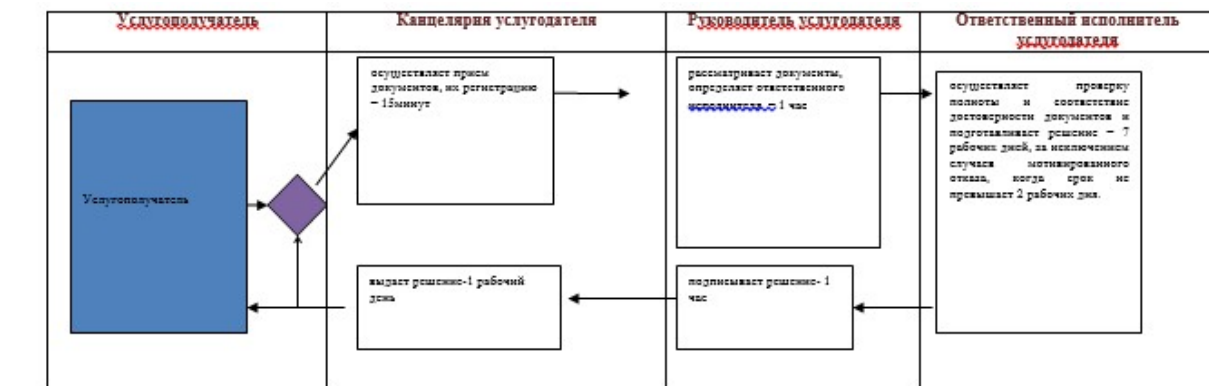 Услугополучатель
Канцелярия услугодателя
Руководитель услугодателя
Ответственный исполнитель
услугодателя
Услугополучатель
осуществляет прием
документов, их регистрацию
– 15минут
рассматривает документы,
определяет ответственного
исполнителя – 1 час
осуществляет проверку
полноты и соответствие
достоверности документов и
подготавливает решение – 7
рабочих дней, за исключением
случаев мотивированного
отказа, когда срок не
превышает 2 рабочих дня.
выдает решение-1 рабочий
день
подписывает решение- 1
час